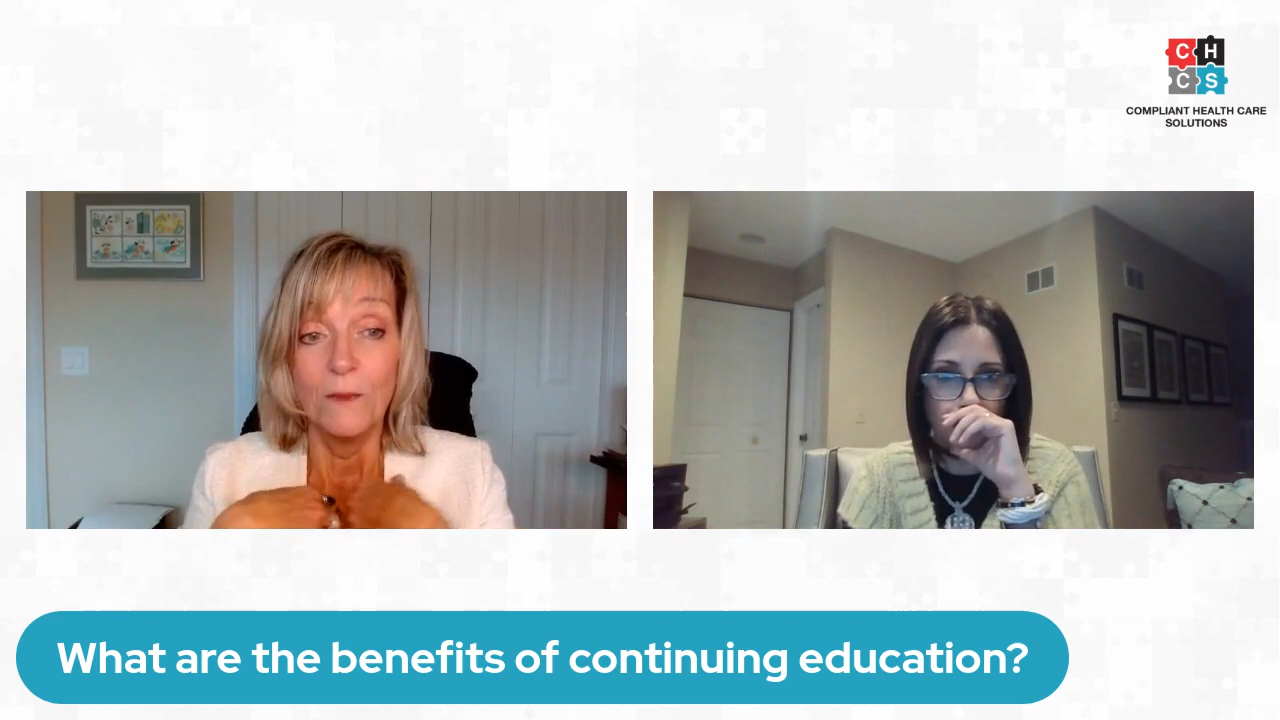 C H
C S
COMPLIANT HEALTH CARE
SOLUTIONS
What are the benefits of continuing education?